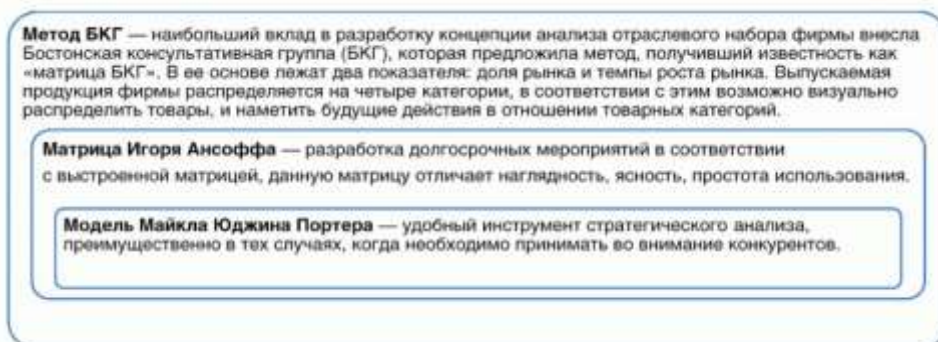 Метод БКГ — наибольший вклад в разработку концепции анализа отраслевого набора фирмы внесла
Бостонская консультативная группа (БКГ), которая предложила метод, получивший известность как
«матрица БКГ». В ее основе лежат два показателя: доля рынка и темпы роста рынка. Выпускаемая
продукция фирмы распределяется на четыре категории, в соответствии с этим возможно визуально
распределить товары, и наметить будущие действия в отношении товарных категорий.
Матрица Игоря Ансоффа — разработка долгосрочных мероприятий в соответствии
с выстроенной матрицей, данную матрицу отличает наглядность, ясность, простота использования.
Модель Майкла Юджина Портера — удобный инструмент стратегического анализа,
преимущественно в тех случаях, когда необходимо принимать во внимание конкурентов.